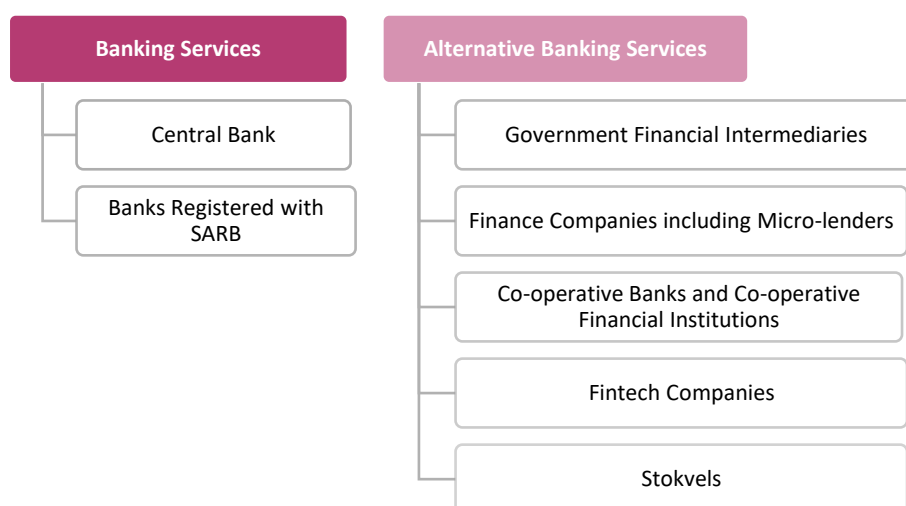 Banking Services
Central Bank
Banks Registered with
SARB
Alternative Banking Services
Government Financial Intermediaries
Finance Companies including Micro-lenders
Co-operative Banks and Co-operative
Financial Institutions
Fintech Companies
Stokvels